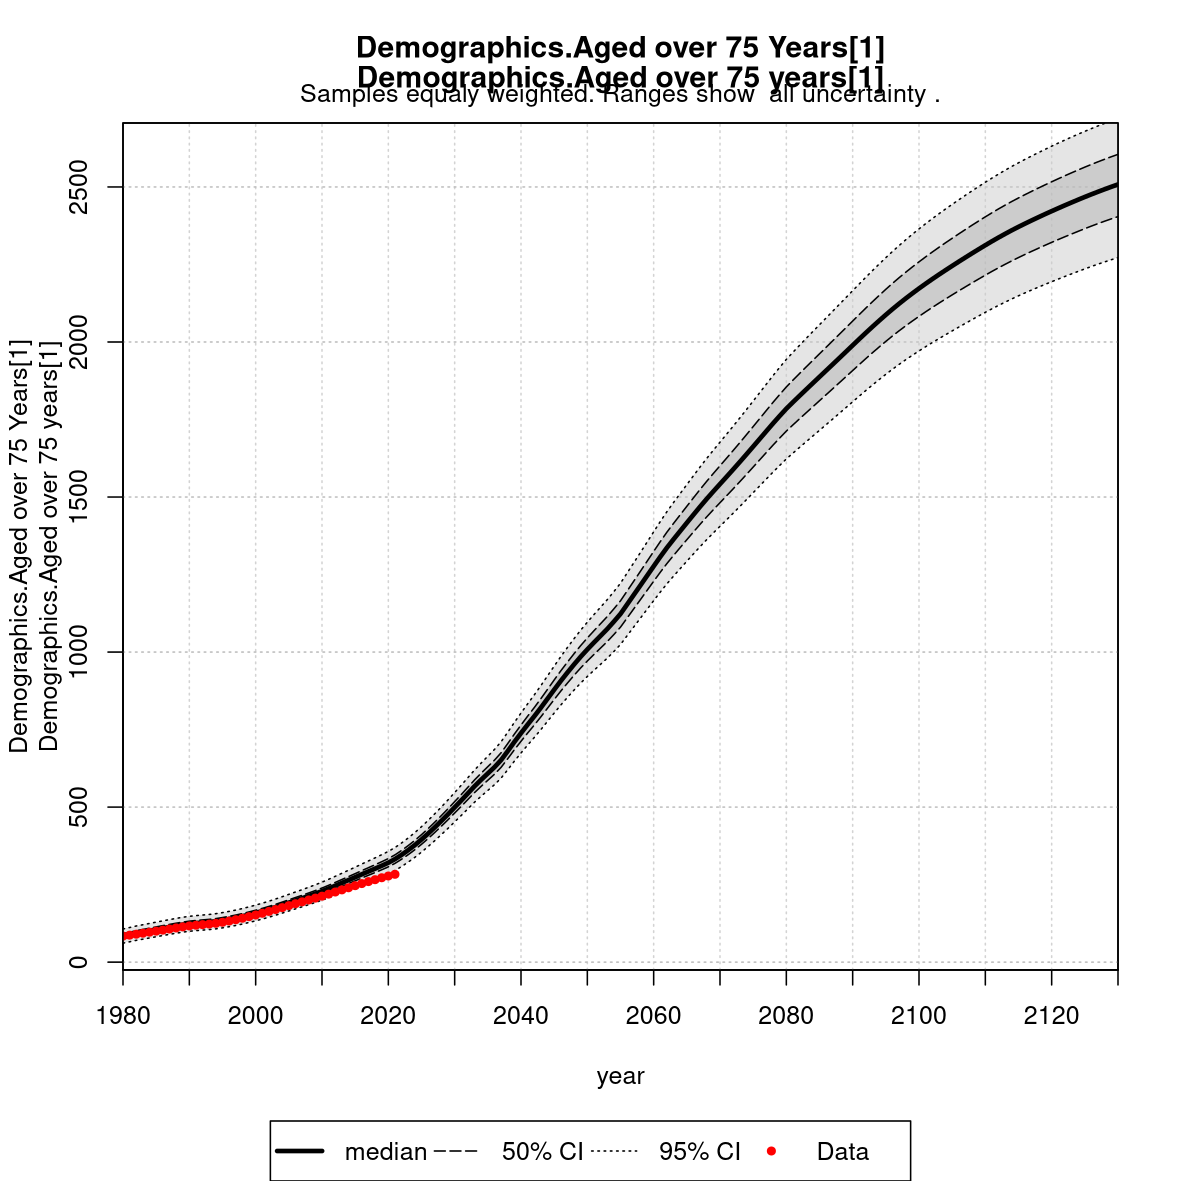 Demographics.Aged over 75 Years[1]
Demographics.Aged over 75 years[1]
Samples equaly weighted. Ranges show  all uncertainty .
Demographics.Aged over 75 Years[1]
Demographics.Aged over 75 years[1]
2500
2000
1500
1000
500
0
1980 2000 2020 2040 2060 2080 2100 2120
year
median 50% CI 95% CI Data